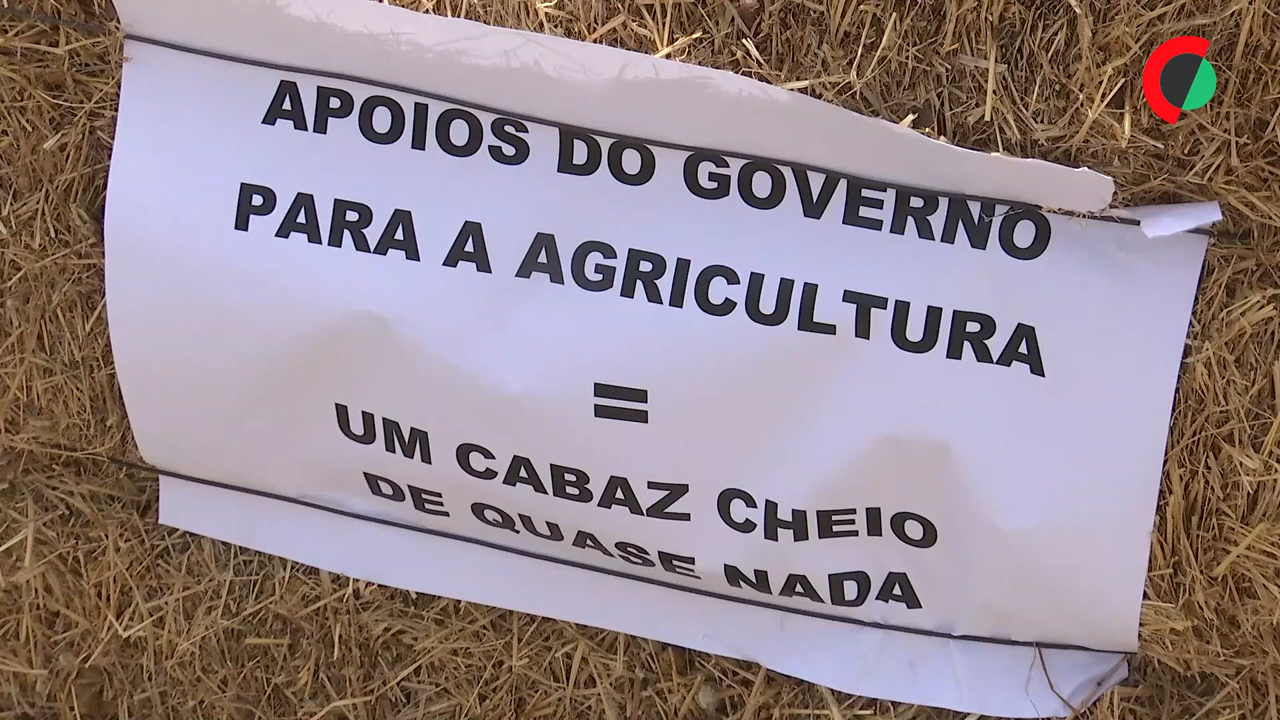 APOIOS DO GOVERNO
PARA A AGRICULTURA
=
UM CABAZ CHEIO
DE QUASE NADA